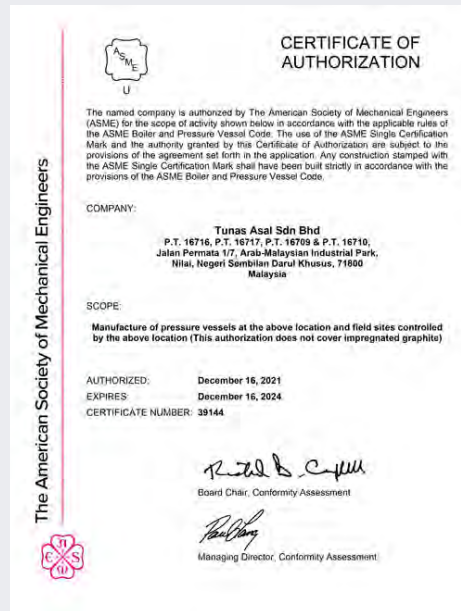 ASME
U
CERTIFICATE OF
AUTHORIZATION
The named company is authorized by The American Society of Mechanical Engineers
(ASME) for the scope of activity shown below in accordance with the applicable rules of
the ASME Boiler and Pressure Vessel Code. The use of the ASME Single Certification
Mark and the authority granted by this Certificate of Authorization are subject to the
provisions of the agreement set forth in the application. Any construction stamped with
the ASME Single Certification Mark shall have been built strictly in accordance with the
provisions of the ASME Boiler and Pressure Vessel Code.
COMPANY:
Tunas Asal Sdn Bhd
P.T. 16716, P.T. 16717, P.T. 16709 & P.T. 16710,
Jalan Permata 1/7, Arab-Malaysian Industrial Park,
Nilai, Negeri Sembilan Darul Khusus, 71800
Malaysia
SCOPE:
Manufacture of pressure vessels at the above location and field sites controlled
by the above location (This authorization does not cover impregnated graphite)
AUTHORIZED: December 16, 2021
EXPIRES: December 16, 2024
CERTIFICATE NUMBER: 39144
Board Chair, Conformity Assessment
Managing Director, Conformity Assessment
The American Society of Mechanical Engineers